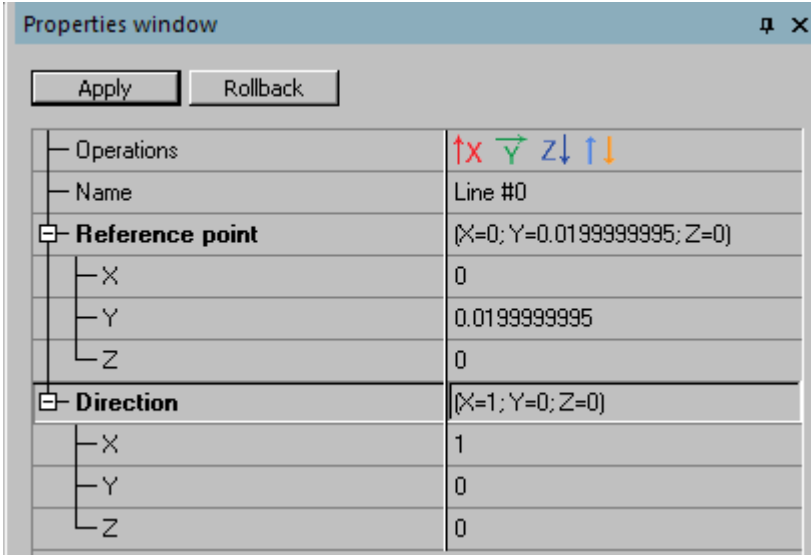 Properties window
Apply Rollback
Operations X Y Z
Name Line #0
Reference point (X=0; Y=0.0199999995; Z=0)
X 0
Y 0.0199999995
Z 0
Direction (X=1; Y=0; Z=0)
X 1
Y 0
Z 0